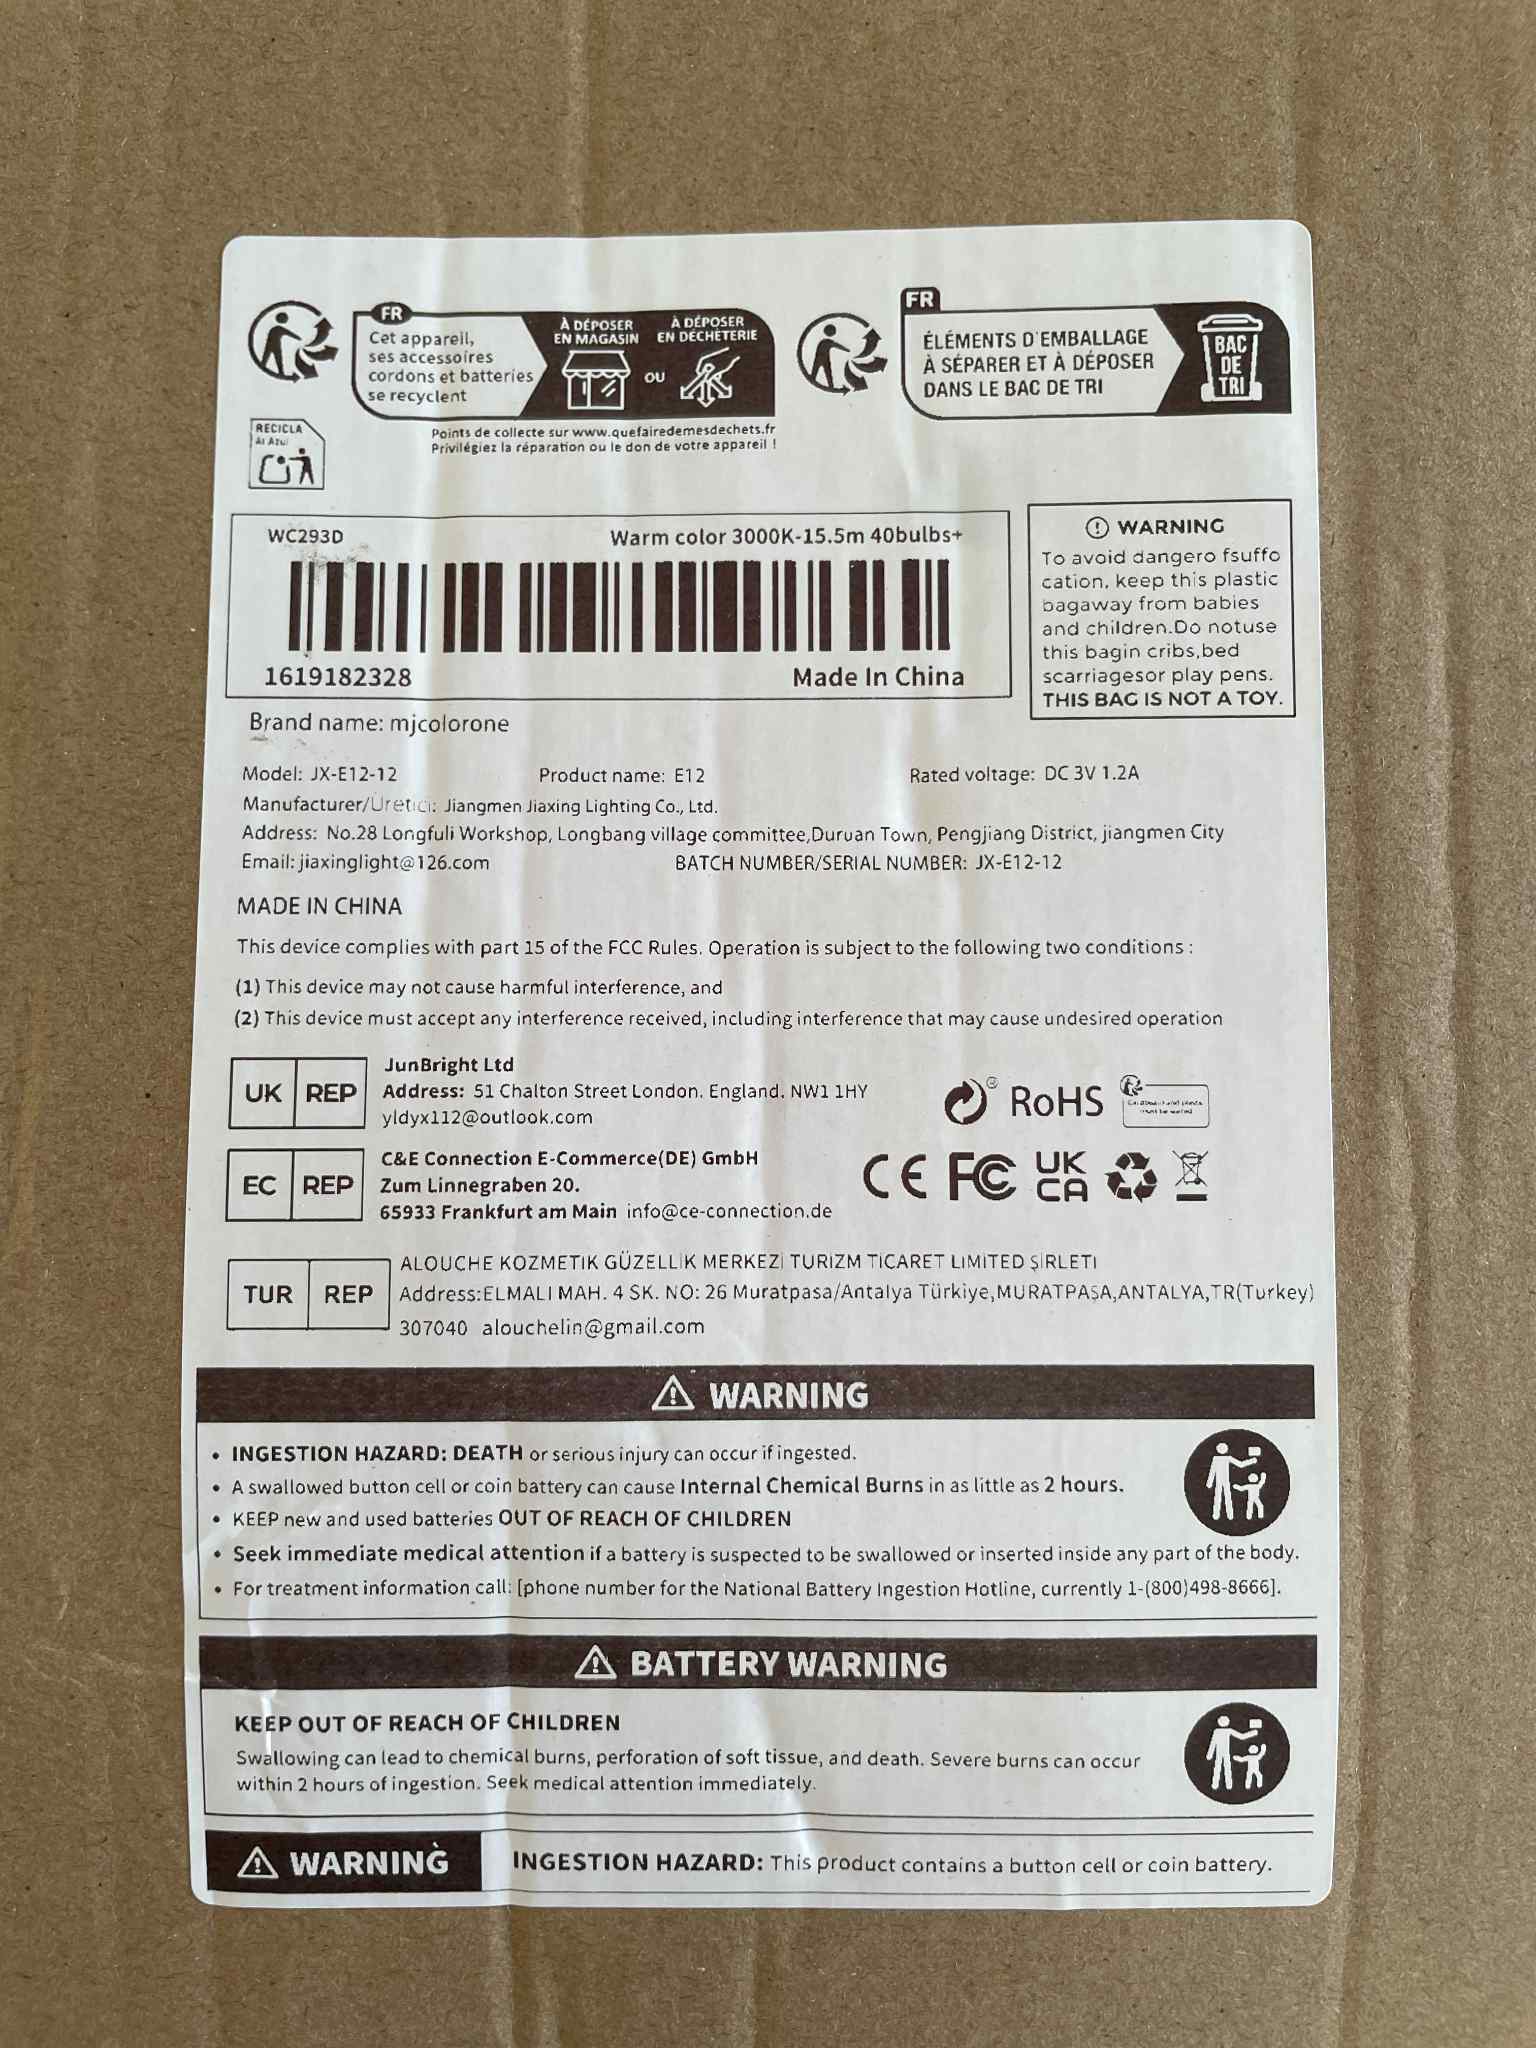 FR
Cet appareil,
ses accessoires
cordons et batteries
se recyclent
À DÉPOSER
EN MAGASIN
OU
À DÉPOSER
EN DÉCHÈTERIE
Points de collecte sur www.quefairedemesdechets.fr
Privilégiez la réparation ou le don de votre appareil !
FR
ÉLÉMENTS D'EMBALLAGE
À SÉPARER ET À DÉPOSER
DANS LE BAC DE TRI
BAC
DE
TRI
RECICLA
Al Azul
WC293D
Warm color 3000K-15.5m 40bulbs+
1619182328
Made In China
WARNING
To avoid dangero fsuffo
cation, keep this plastic
bagaway from babies
and children.Do notuse
this bagin cribs,bed
scarriagesor play pens.
THIS BAG IS NOT A TOY.
Brand name: mjcolorone
Model: JX-E12-12 Product name: E12 Rated voltage: DC 3V 1.2A
Manufacturer/Üretici: Jiangmen Jiaxing Lighting Co., Ltd.
Address: No.28 Longfuli Workshop, Longbang village committee,Duruan Town, Pengjiang District, jiangmen City
Email: jiaxinglight@126.com BATCH NUMBER/SERIAL NUMBER: JX-E12-12
MADE IN CHINA
This device complies with part 15 of the FCC Rules. Operation is subject to the following two conditions :
(1) This device may not cause harmful interference, and
(2) This device must accept any interference received, including interference that may cause undesired operation
UK REP
JunBright Ltd
Address: 51 Chalton Street London. England. NW1 1HY
yldyx112@outlook.com
RoHS
EC REP
C&E Connection E-Commerce(DE) GmbH
Zum Linnegraben 20.
65933 Frankfurt am Main info@ce-connection.de
CE FC UK
CA
TUR REP
ALOUCHE KOZMETIK GÜZELLIK MERKEZI TURIZM TICARET LIMITED ŞIRLETI
Address:ELMALI MAH. 4 SK. NO: 26 Muratpasa/Antalya Türkiye,MURATPAŞA,ANTALYA,TR(Turkey)
307040 alouchelin@gmail.com
WARNING
• INGESTION HAZARD: DEATH or serious injury can occur if ingested.
• A swallowed button cell or coin battery can cause Internal Chemical Burns in as little as 2 hours.
• KEEP new and used batteries OUT OF REACH OF CHILDREN
• Seek immediate medical attention if a battery is suspected to be swallowed or inserted inside any part of the body.
• For treatment information call: [phone number for the National Battery Ingestion Hotline, currently 1-(800)498-8666].
BATTERY WARNING
KEEP OUT OF REACH OF CHILDREN
Swallowing can lead to chemical burns, perforation of soft tissue, and death. Severe burns can occur
within 2 hours of ingestion. Seek medical attention immediately.
WARNING
INGESTION HAZARD: This product contains a button cell or coin battery.